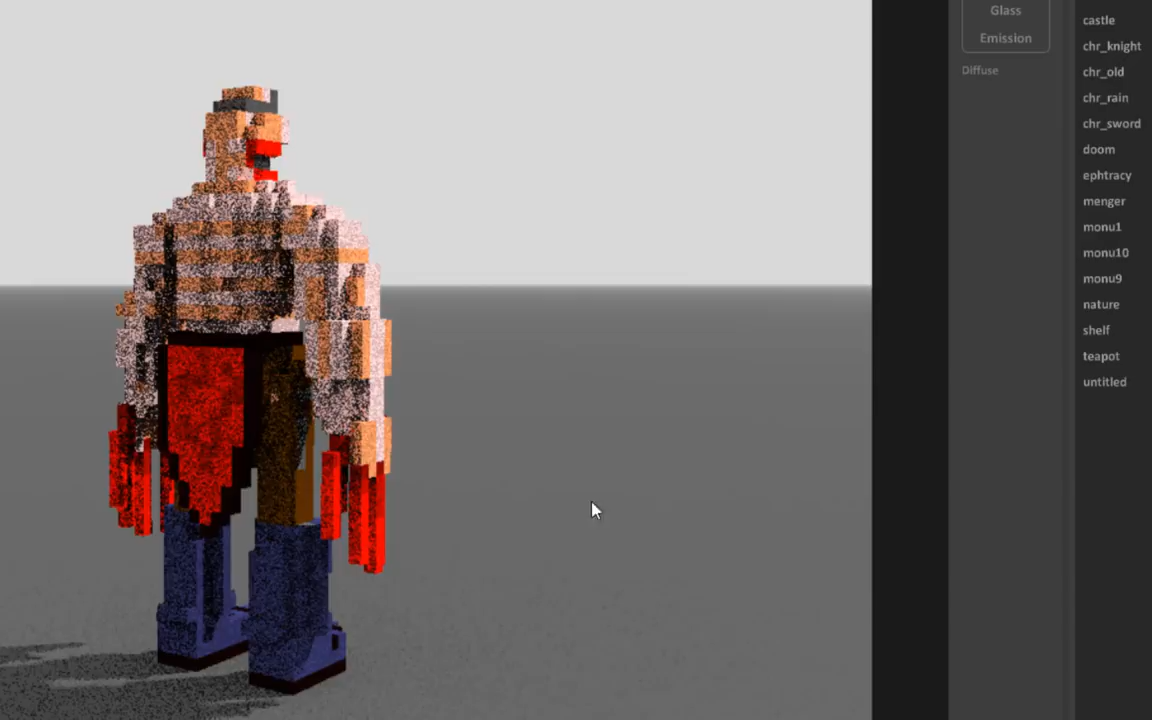 Glass
Emission
Diffuse
castle
chr_knight
chr_old
chr_rain
chr_sword
doom
ephtracy
menger
monu1
monu10
monu9
nature
shelf
teapot
untitled